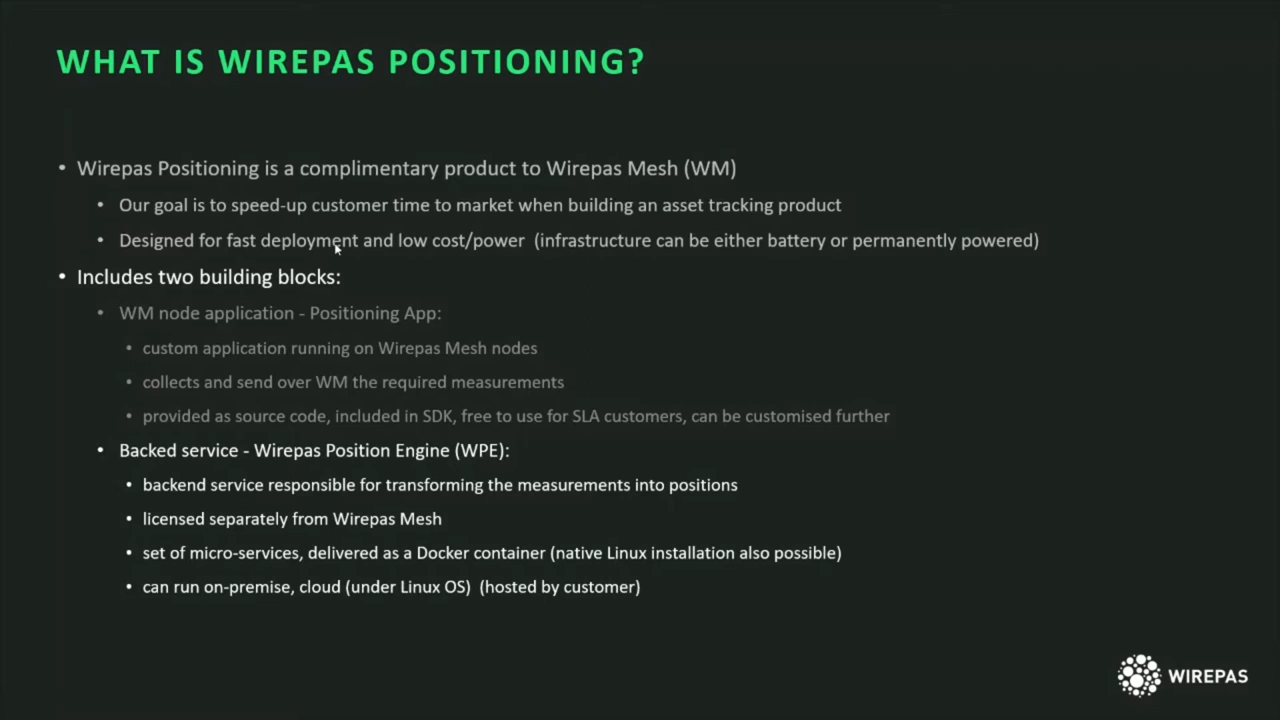 WHAT IS WIREPAS POSITIONING?
• Wirepas Positioning is a complimentary product to Wirepas Mesh (WM)
• Our goal is to speed-up customer time to market when building an asset tracking product
• Designed for fast deployment and low cost/power (infrastructure can be either battery or permanently powered)
• Includes two building blocks:
• WM node application - Positioning App:
• custom application running on Wirepas Mesh nodes
• collects and send over WM the required measurements
• provided as source code, included in SDK, free to use for SLA customers, can be customised further
• Backed service - Wirepas Position Engine (WPE):
• backend service responsible for transforming the measurements into positions
• licensed separately from Wirepas Mesh
• set of micro-services, delivered as a Docker container (native Linux installation also possible)
• can run on-premise, cloud (under Linux OS) (hosted by customer)
WIREPAS